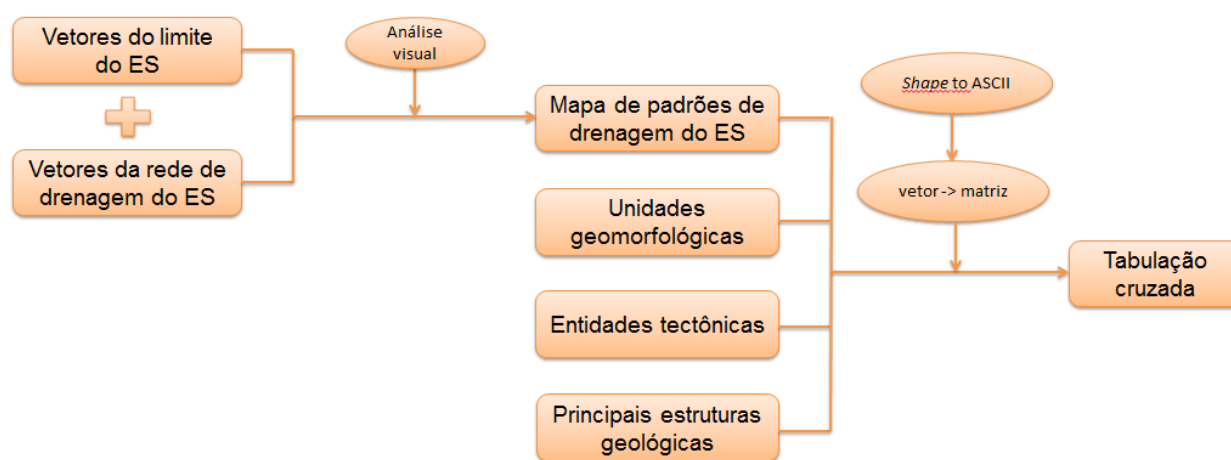 Vetores do limite
do ES
Vetores da rede de
drenagem do ES
Análise
visual
Mapa de padrões de
drenagem do ES
Unidades
geomorfológicas
Entidades tectônicas
Principais estruturas
geológicas
Shape to ASCII
vetor -> matriz
Tabulação
cruzada